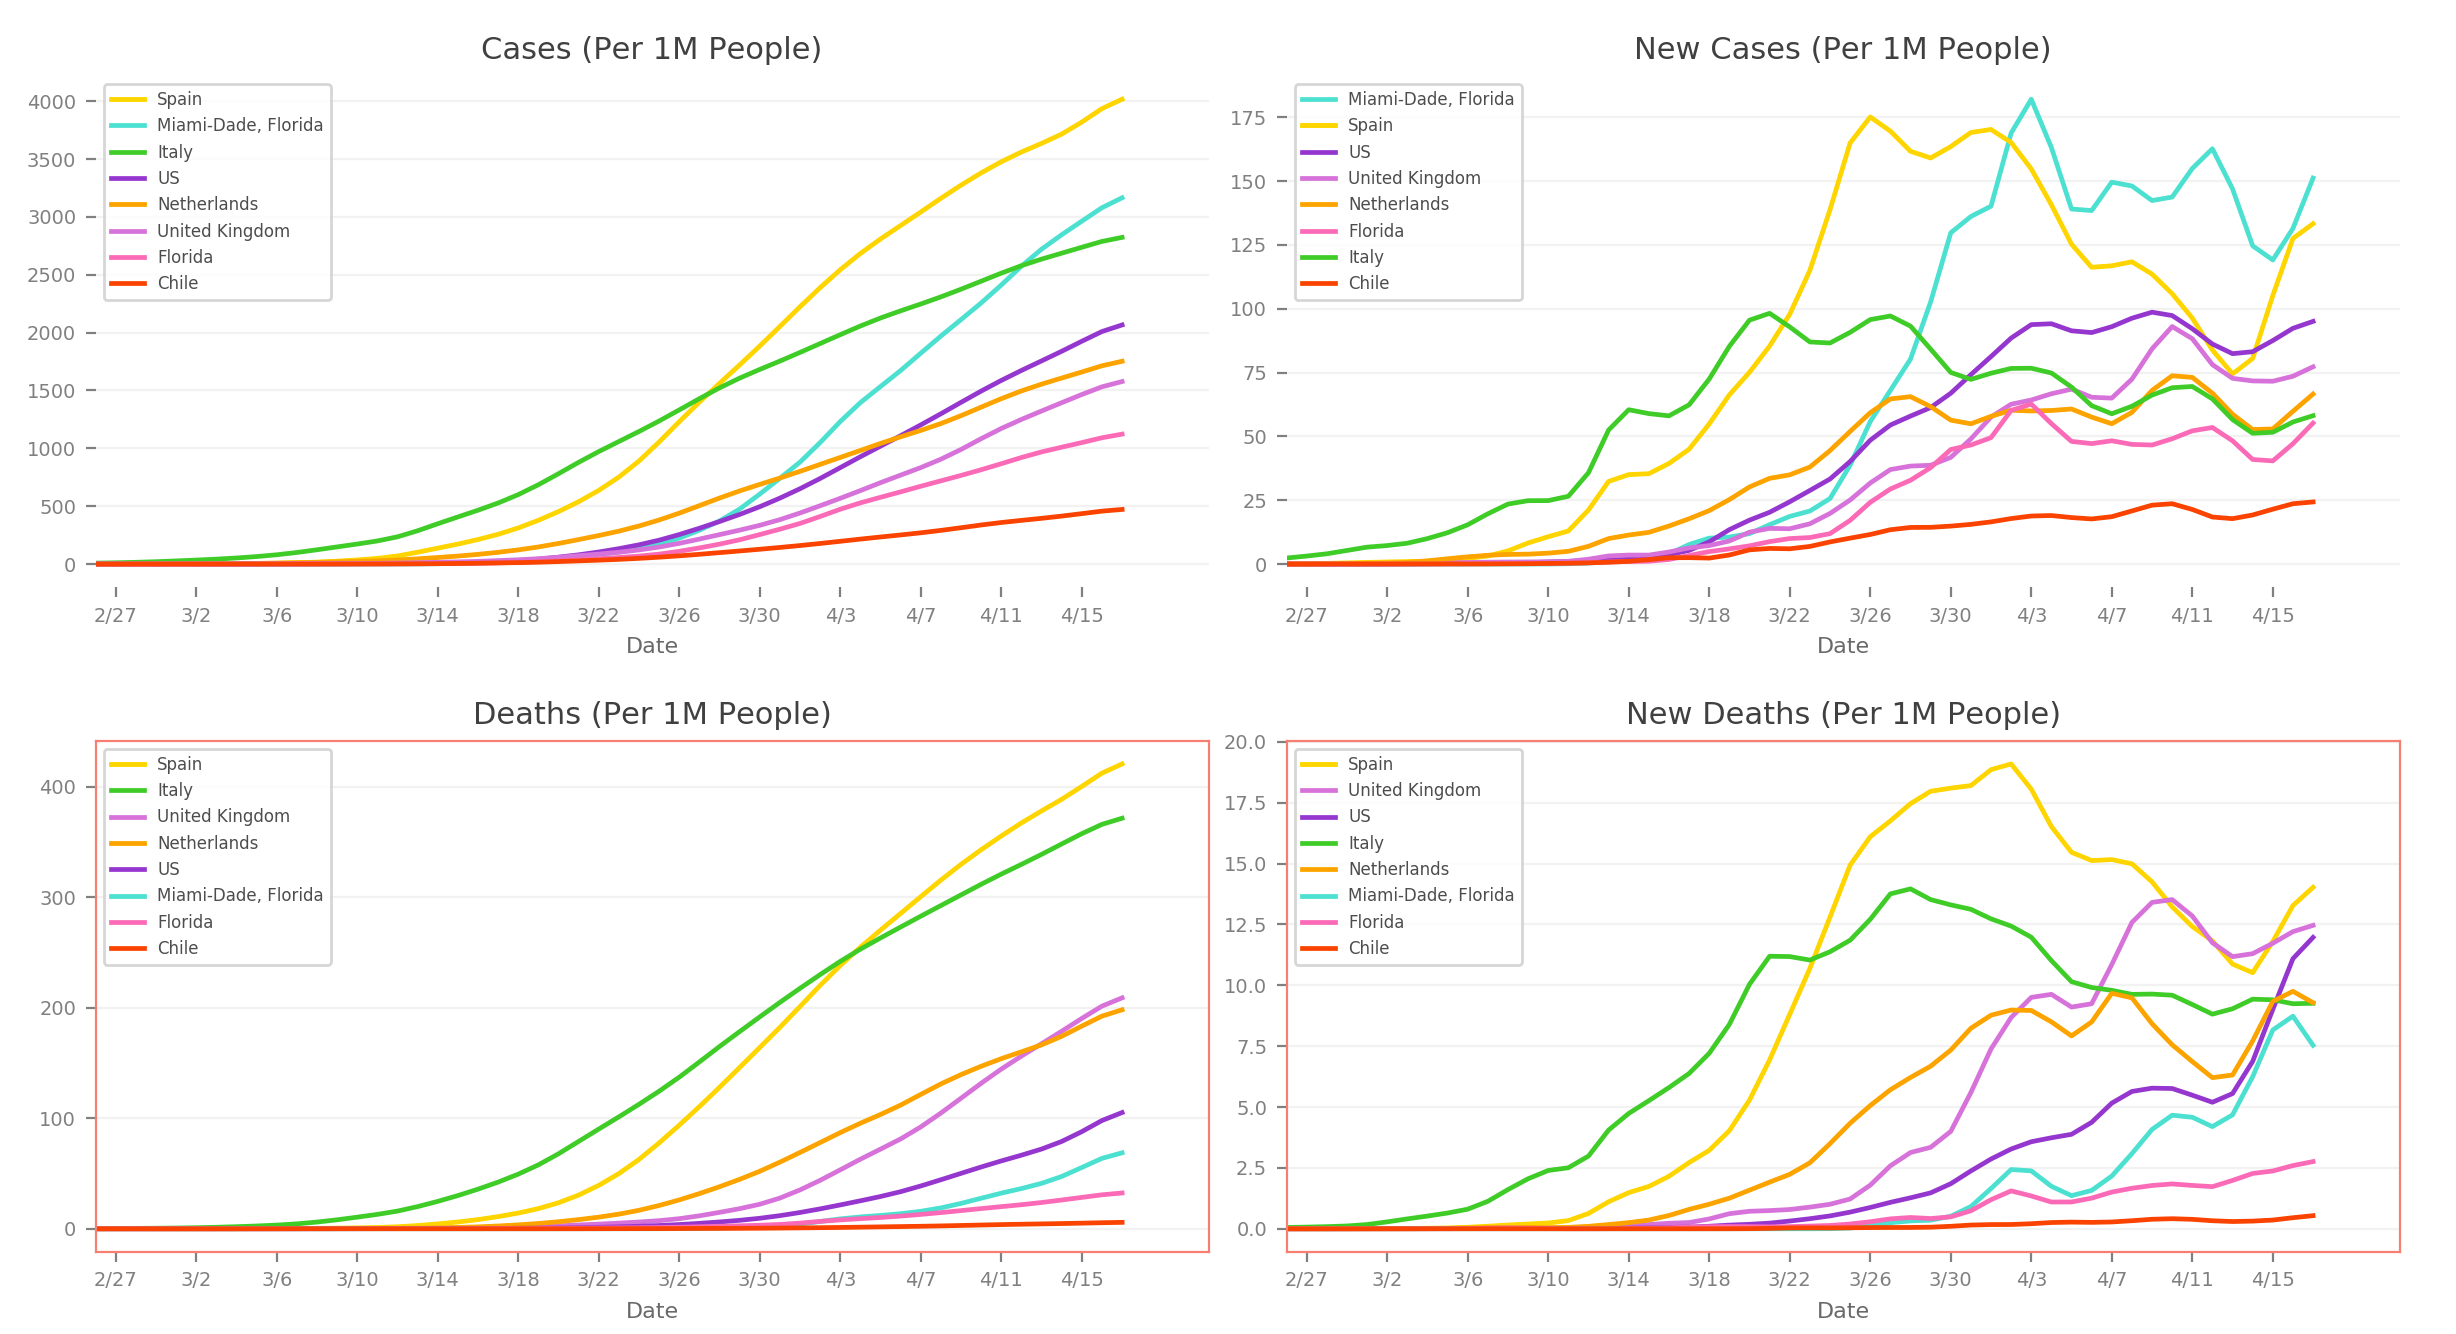 Cases (Per 1M People)
4000
3500
3000
2500
2000
1500
1000
500
0
Spain
Miami-Dade, Florida
Italy
US
Netherlands
United Kingdom
Florida
Chile
2/27 3/2 3/6 3/10 3/14 3/18 3/22 3/26 3/30 4/3 4/7 4/11 4/15
Date
New Cases (Per 1M People)
175
150
125
100
75
50
25
0
Miami-Dade, Florida
Spain
US
United Kingdom
Netherlands
Florida
Italy
Chile
2/27 3/2 3/6 3/10 3/14 3/18 3/22 3/26 3/30 4/3 4/7 4/11 4/15
Date
Deaths (Per 1M People)
400
300
200
100
0
Spain
Italy
United Kingdom
Netherlands
US
Miami-Dade, Florida
Florida
Chile
2/27 3/2 3/6 3/10 3/14 3/18 3/22 3/26 3/30 4/3 4/7 4/11 4/15
Date
New Deaths (Per 1M People)
20.0
17.5
15.0
12.5
10.0
7.5
5.0
2.5
0.0
Spain
United Kingdom
US
Italy
Netherlands
Miami-Dade, Florida
Florida
Chile
2/27 3/2 3/6 3/10 3/14 3/18 3/22 3/26 3/30 4/3 4/7 4/11 4/15
Date